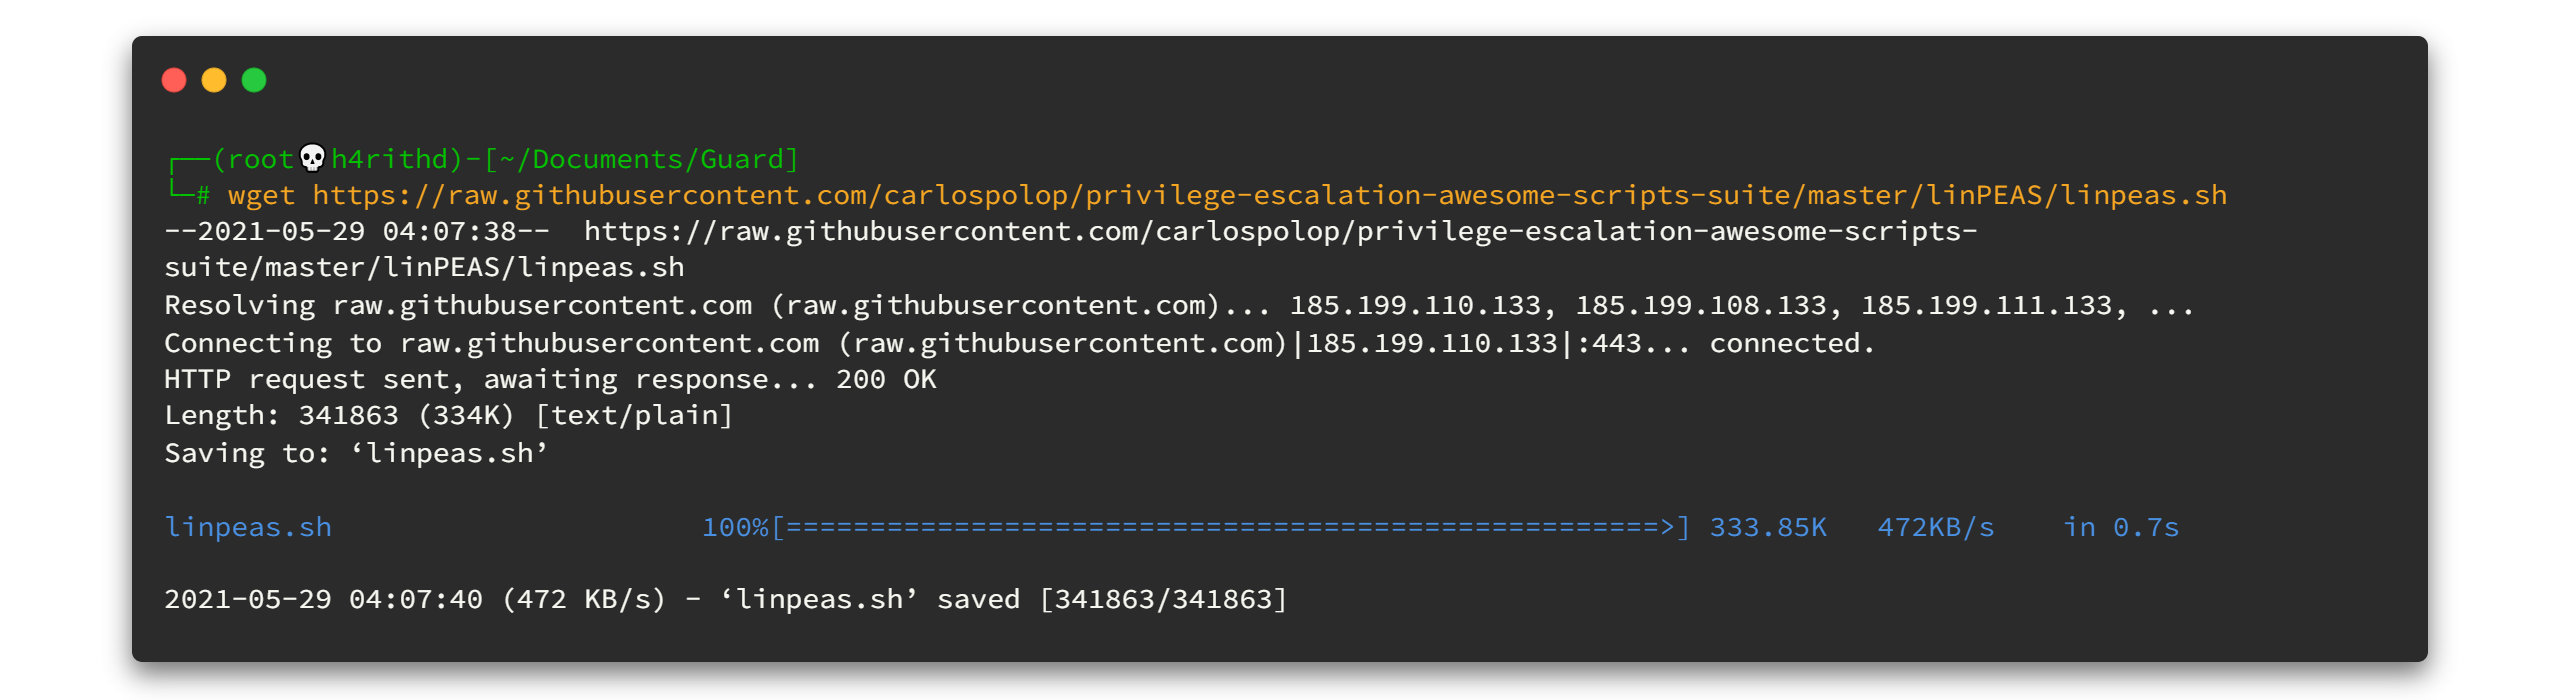 ┌──(root💀h4rithd)-[~/Documents/Guard]
└─# wget https://raw.githubusercontent.com/carlospolop/privilege-escalation-awesome-scripts-suite/master/linPEAS/linpeas.sh
--2021-05-29 04:07:38--  https://raw.githubusercontent.com/carlospolop/privilege-escalation-awesome-scripts-
suite/master/linPEAS/linpeas.sh
Resolving raw.githubusercontent.com (raw.githubusercontent.com)... 185.199.110.133, 185.199.108.133, 185.199.111.133, ...
Connecting to raw.githubusercontent.com (raw.githubusercontent.com)|185.199.110.133|:443... connected.
HTTP request sent, awaiting response... 200 OK
Length: 341863 (334K) [text/plain]
Saving to: ‘linpeas.sh’
linpeas.sh                      100%[====================================================>] 333.85K   472KB/s    in 0.7s
2021-05-29 04:07:40 (472 KB/s) - ‘linpeas.sh’ saved [341863/341863]